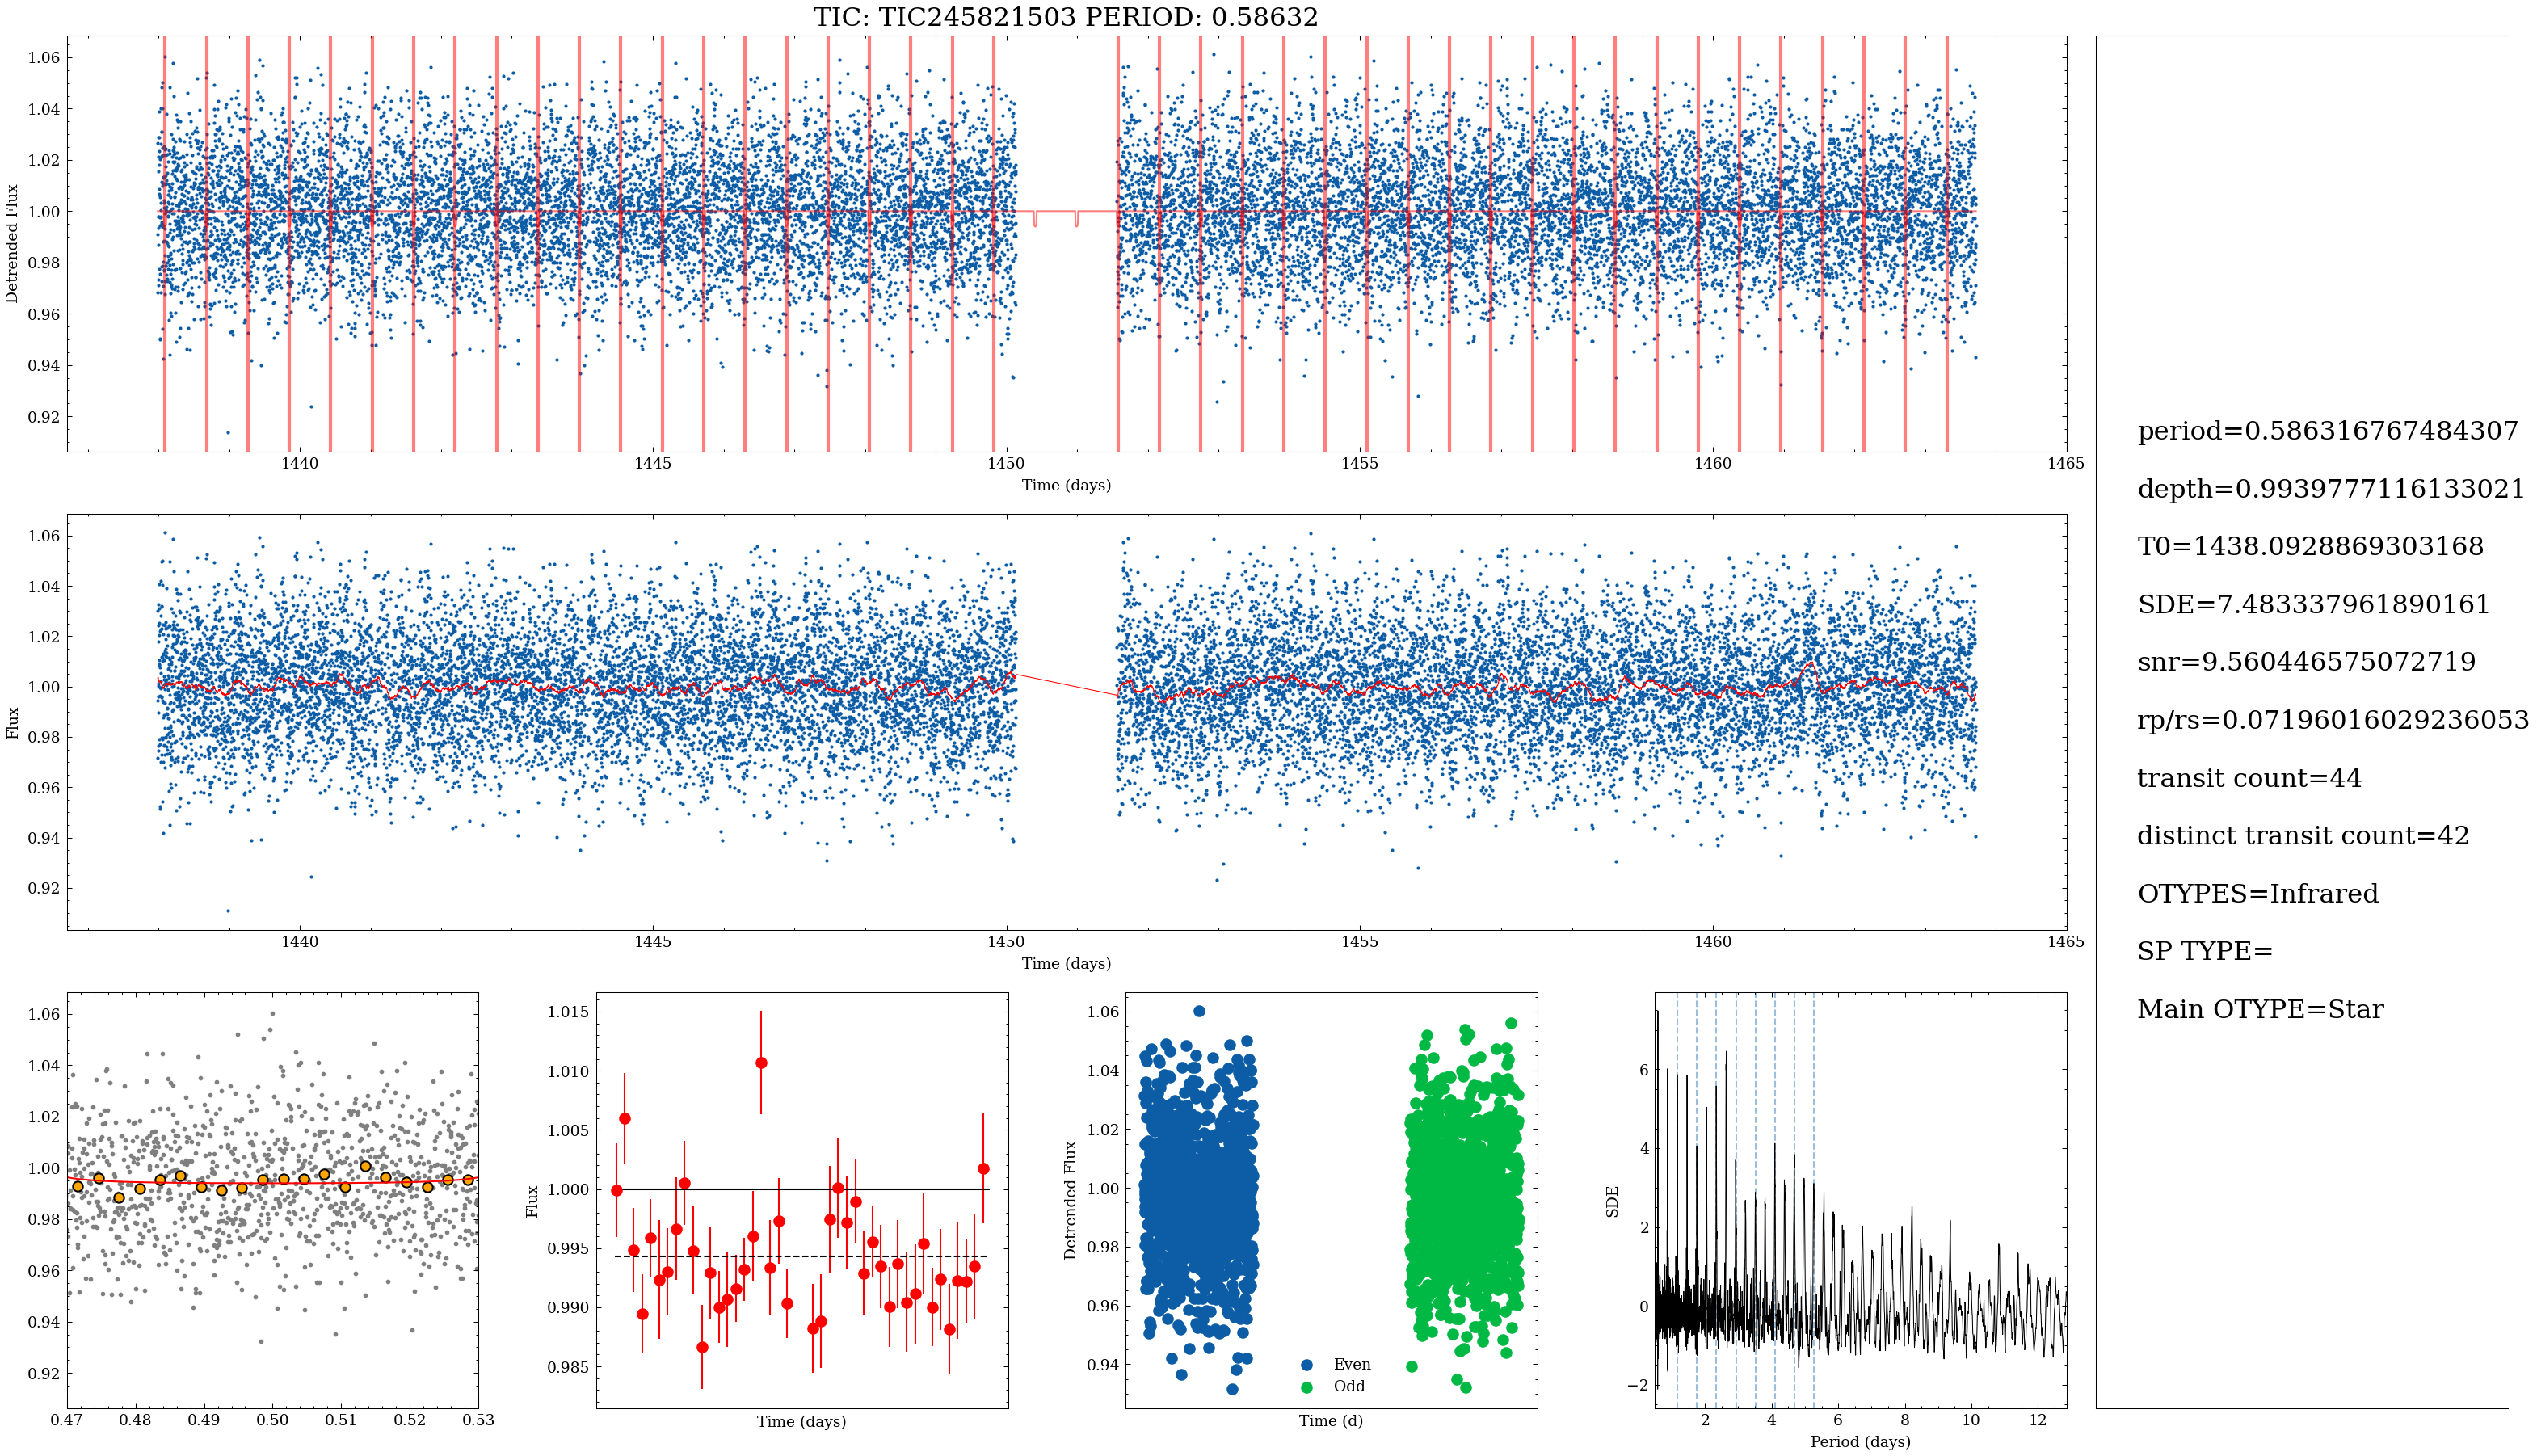 TIC: TIC245821503 PERIOD: 0.58632
1.06
1.04
1.02
1.00
0.98
0.96
0.94
0.92
Detrended Flux
1440
1445
1450
1455
1460
1465
Time (days)
1.06
1.04
1.02
1.00
0.98
0.96
0.94
0.92
Flux
1440
1445
1450
1455
1460
1465
Time (days)
period=0.586316767484307
depth=0.9939777116133021
T0=1438.0928869303168
SDE=7.483337961890161
snr=9.560446575072719
rp/rs=0.07196016029236053
transit count=44
distinct transit count=42
OTYPES=Infrared
SP TYPE=
Main OTYPE=Star
1.06
1.04
1.02
1.00
0.98
0.96
0.94
0.92
0.47
0.48
0.49
0.50
0.51
0.52
0.53
1.015
1.010
1.005
1.000
0.995
0.990
0.985
Flux
Time (days)
1.06
1.04
1.02
1.00
0.98
0.96
0.94
Detrended Flux
Even
Odd
Time (d)
6
4
2
0
−2
SDE
2
4
6
8
10
12
Period (days)